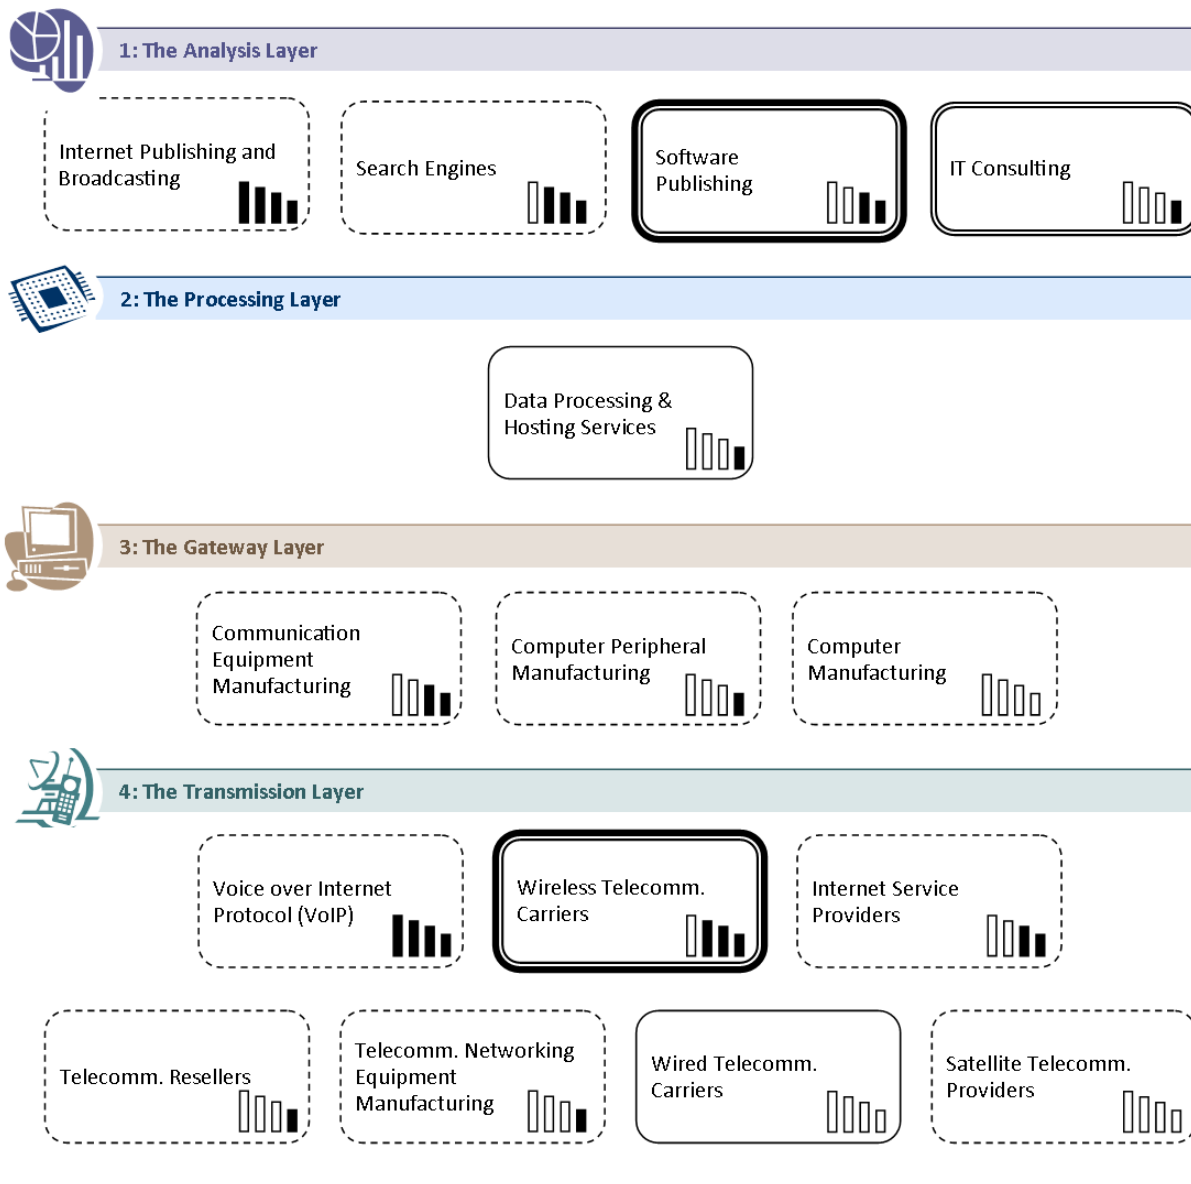 1: The Analysis Layer
Internet Publishing and
Broadcasting
Search Engines
Software
Publishing
IT Consulting
2: The Processing Layer
Data Processing &
Hosting Services
3: The Gateway Layer
Communication
Equipment
Manufacturing
Computer Peripheral
Manufacturing
Computer
Manufacturing
4: The Transmission Layer
Voice over Internet
Protocol (VoIP)
Wireless Telecomm.
Carriers
Internet Service
Providers
Telecomm. Resellers
Telecomm. Networking
Equipment
Manufacturing
Wired Telecomm.
Carriers
Satellite Telecomm.
Providers